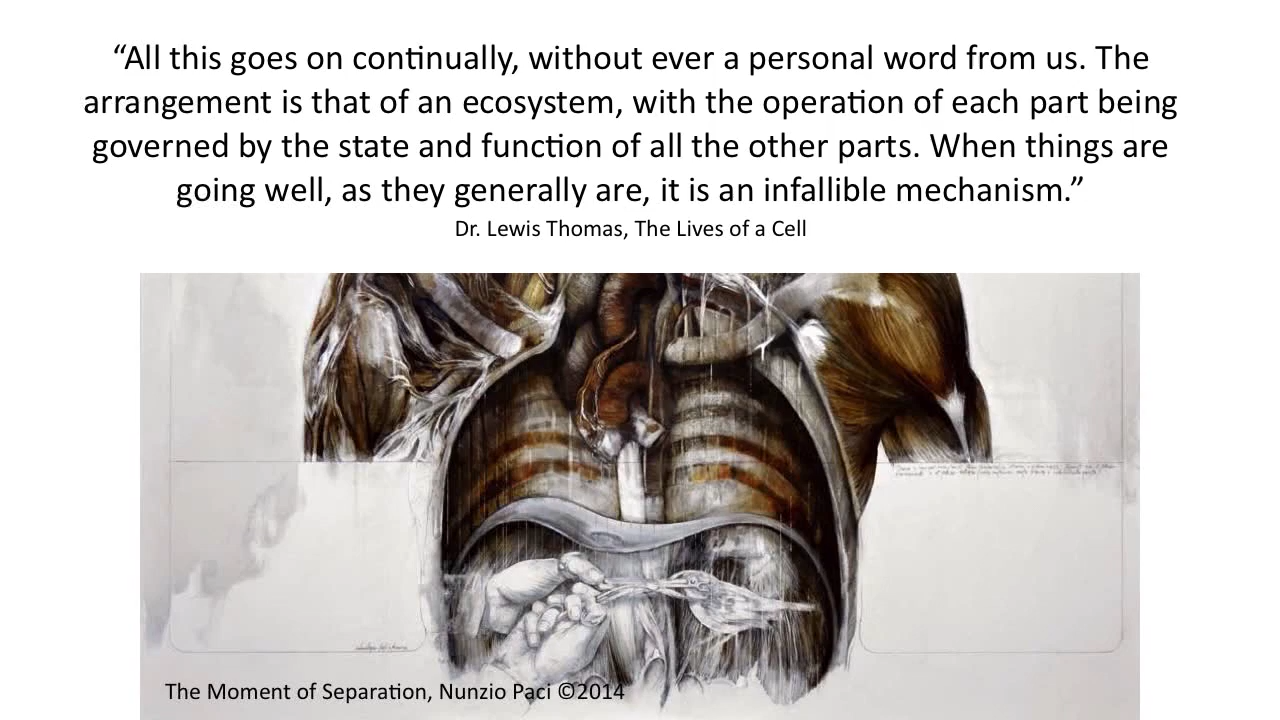 “All this goes on continually, without ever a personal word from us. The
arrangement is that of an ecosystem, with the operation of each part being
governed by the state and function of all the other parts. When things are
going well, as they generally are, it is an infallible mechanism.”
Dr. Lewis Thomas, The Lives of a Cell
The Moment of Separation, Nunzio Paci ©2014